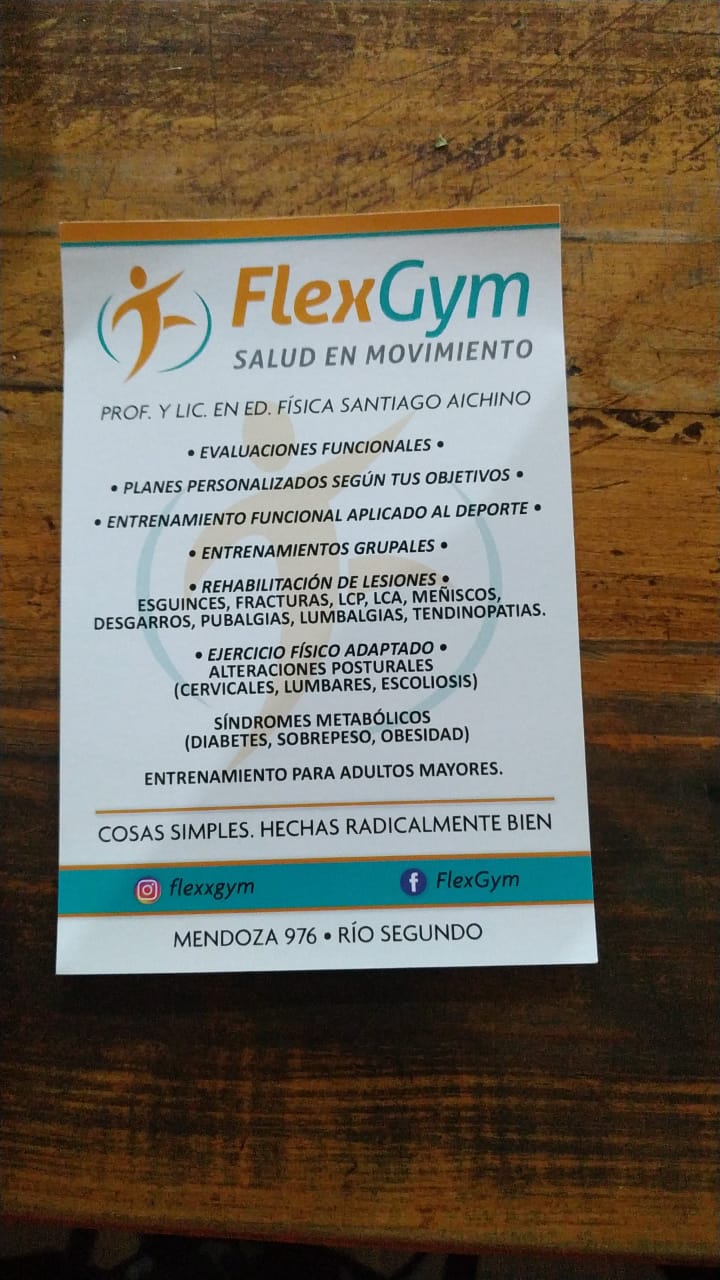 FlexGym
SALUD EN MOVIMIENTO
PROF. Y LIC. EN ED. FÍSICA SANTIAGO AICHINO
• EVALUACIONES FUNCIONALES •
• PLANES PERSONALIZADOS SEGÚN TUS OBJETIVOS •
• ENTRENAMIENTO FUNCIONAL APLICADO AL DEPORTE •
• ENTRENAMIENTOS GRUPALES •
• REHABILITACIÓN DE LESIONES •
ESGUINCES, FRACTURAS, LCP, LCA, MEÑISCOS,
DESGARROS, PUBALGIAS, LUMBALGIAS, TENDINOPATIAS.
• EJERCICIO FÍSICO ADAPTADO •
ALTERACIONES POSTURALES
(CERVICALES, LUMBARES, ESCOLIOSIS)
SÍNDROMES METABÓLICOS
(DIABETES, SOBREPESO, OBESIDAD)
ENTRENAMIENTO PARA ADULTOS MAYORES.
COSAS SIMPLES. HECHAS RADICALMENTE BIEN
flexxgym FlexGym
MENDOZA 976 • RÍO SEGUNDO